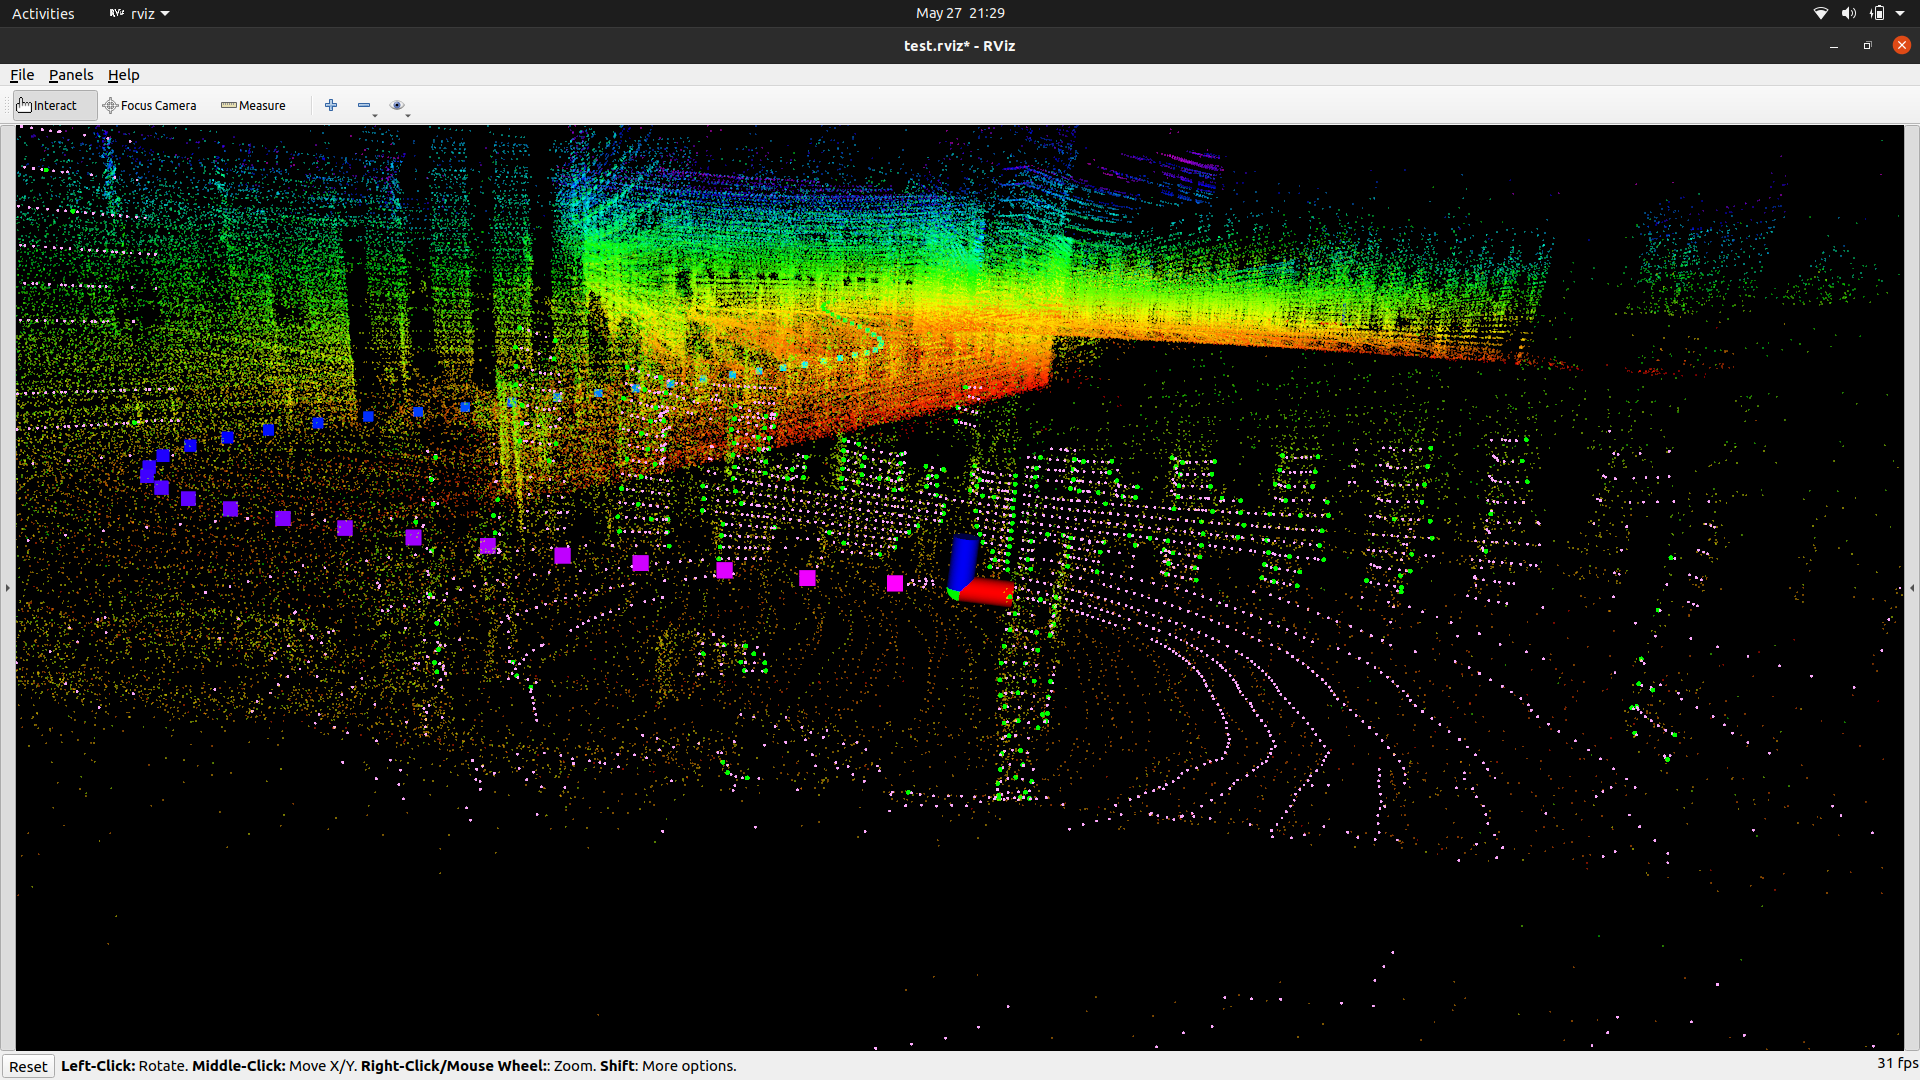 Activities RViz rviz May 27 21:29
test.rviz* - RViz
File Panels Help
Interact Focus Camera Measure
Reset Left-Click: Rotate. Middle-Click: Move X/Y. Right-Click/Mouse Wheel:: Zoom. Shift: More options. 31 fps